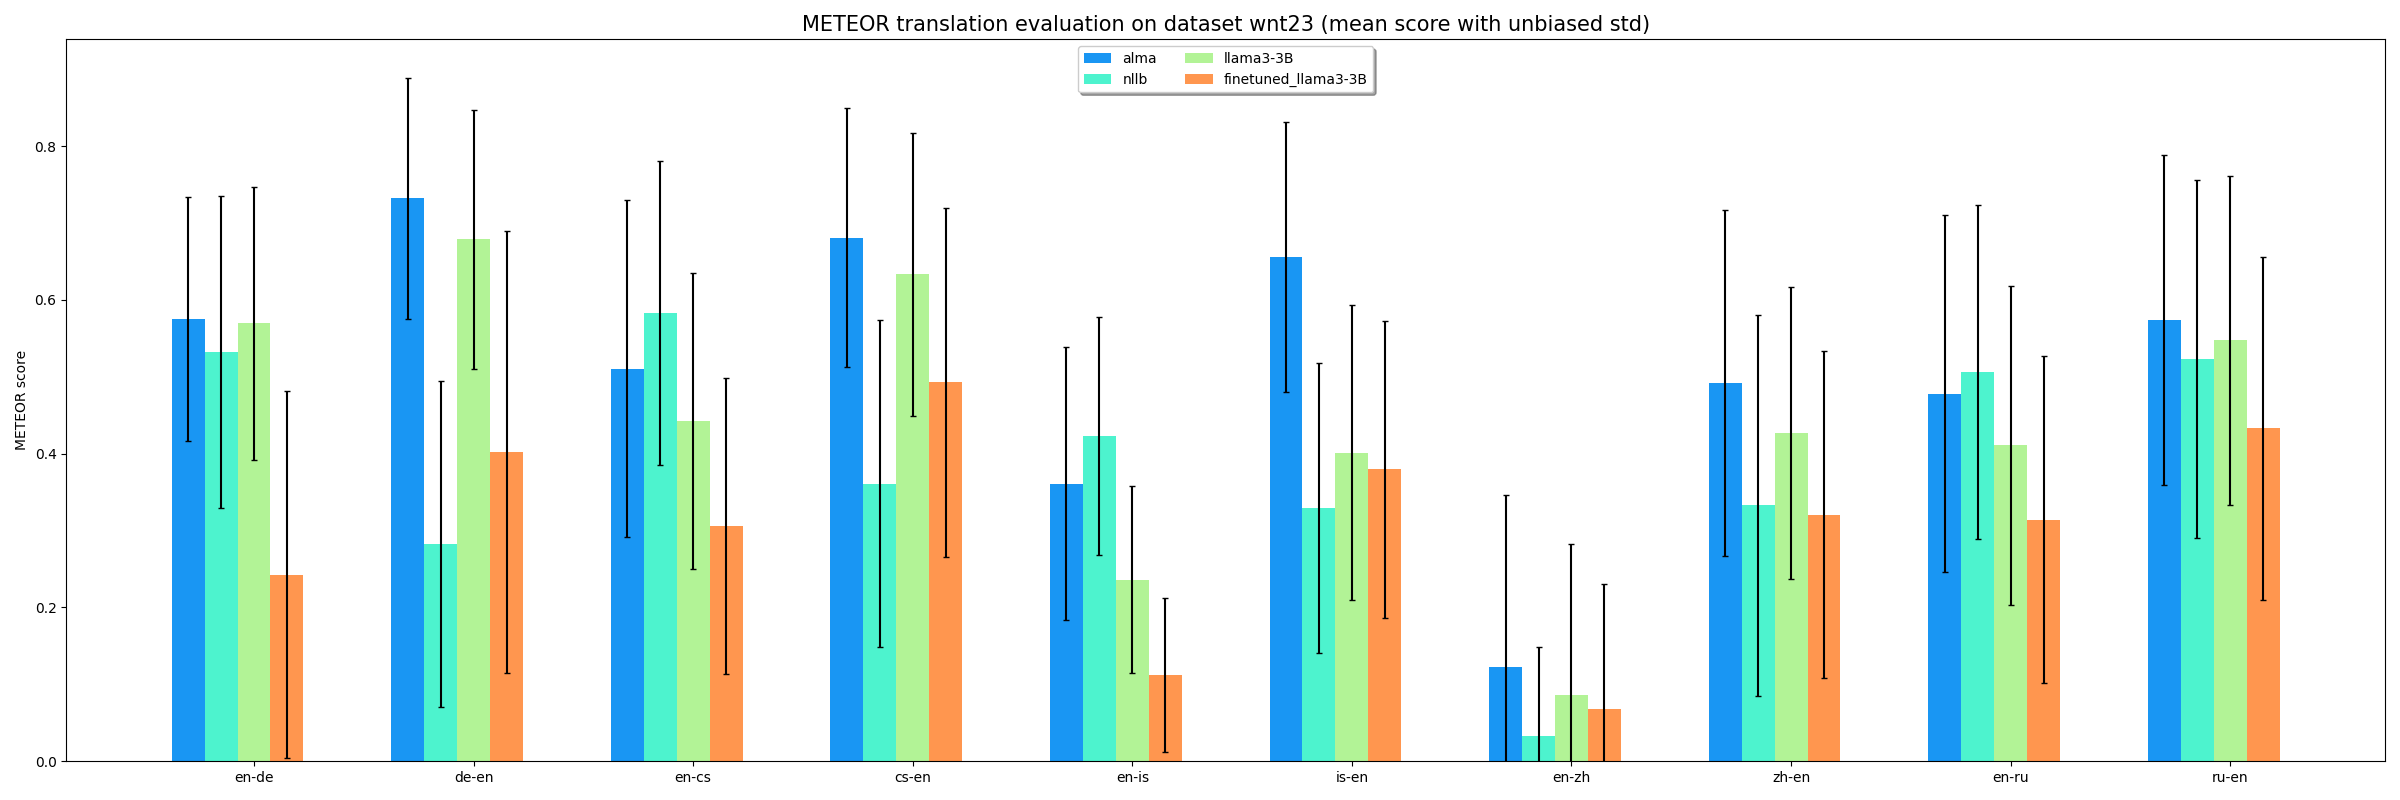 METEOR translation evaluation on dataset wnt23 (mean score with unbiased std)
alma
nllb
llama3-3B
finetuned_llama3-3B
METEOR score
0.8
0.6
0.4
0.2
0.0
en-de de-en en-cs cs-en en-is is-en en-zh zh-en en-ru ru-en